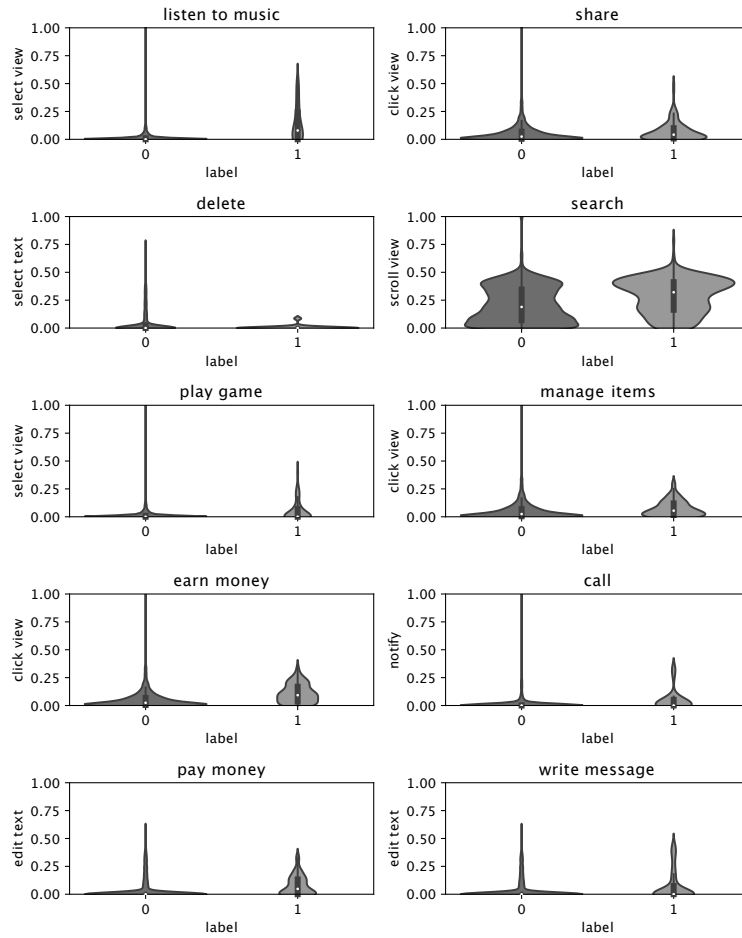 listen to music
1.00
0.75
0.50
0.25
0.00
select view
0
1
label
share
1.00
0.75
0.50
0.25
0.00
click view
0
1
label
delete
1.00
0.75
0.50
0.25
0.00
select text
0
1
label
search
1.00
0.75
0.50
0.25
0.00
scroll view
0
1
label
play game
1.00
0.75
0.50
0.25
0.00
select view
0
1
label
manage items
1.00
0.75
0.50
0.25
0.00
click view
0
1
label
earn money
1.00
0.75
0.50
0.25
0.00
click view
0
1
label
call
1.00
0.75
0.50
0.25
0.00
notify
0
1
label
pay money
1.00
0.75
0.50
0.25
0.00
edit text
0
1
label
write message
1.00
0.75
0.50
0.25
0.00
edit text
0
1
label